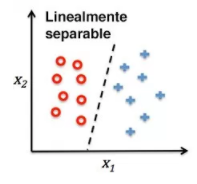 Linealmente
separable
x₂
x₁